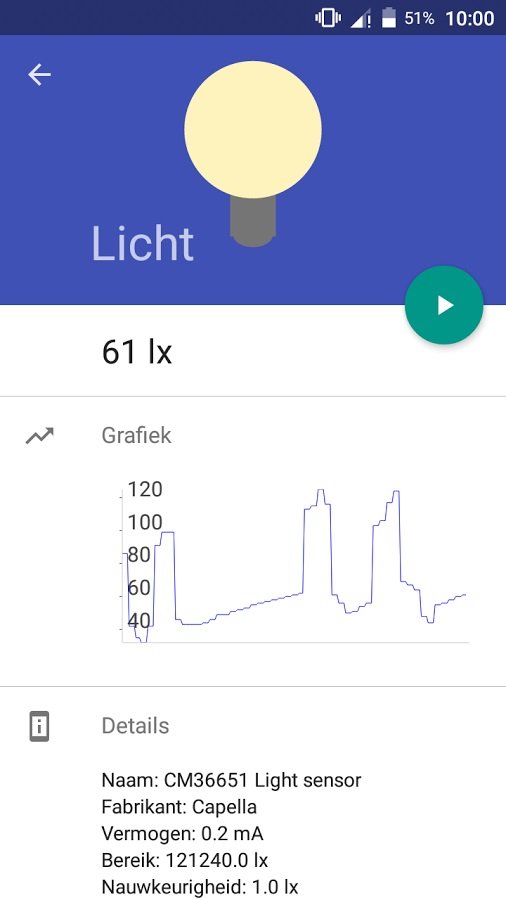 51% 10:00
Licht
61 lx
Grafiek
120
100
80
60
40
Details
Naam: CM36651 Light sensor
Fabrikant: Capella
Vermogen: 0.2 mA
Bereik: 121240.0 lx
Nauwkeurigheid: 1.0 lx